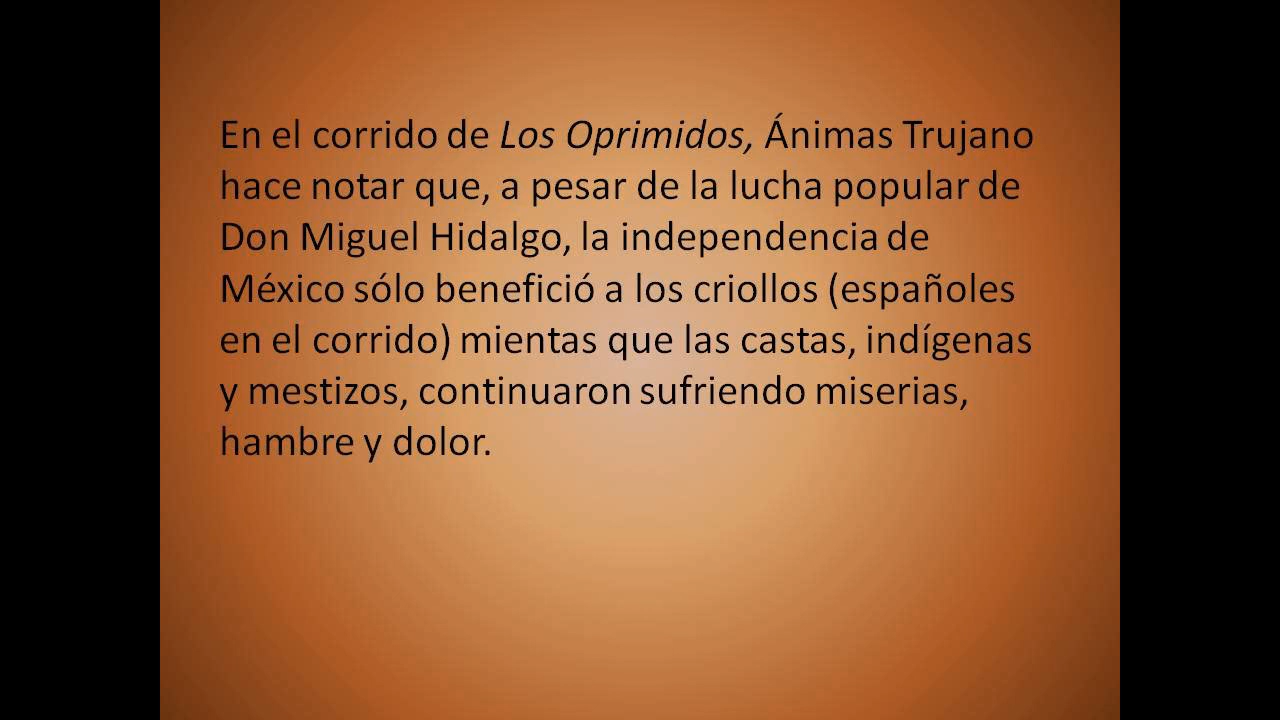 En el corrido de Los Oprimidos, Ánimas Trujano
hace notar que, a pesar de la lucha popular de
Don Miguel Hidalgo, la independencia de
México sólo benefició a los criollos (españoles
en el corrido) mientas que las castas, indígenas
y mestizos, continuaron sufriendo miserias,
hambre y dolor.